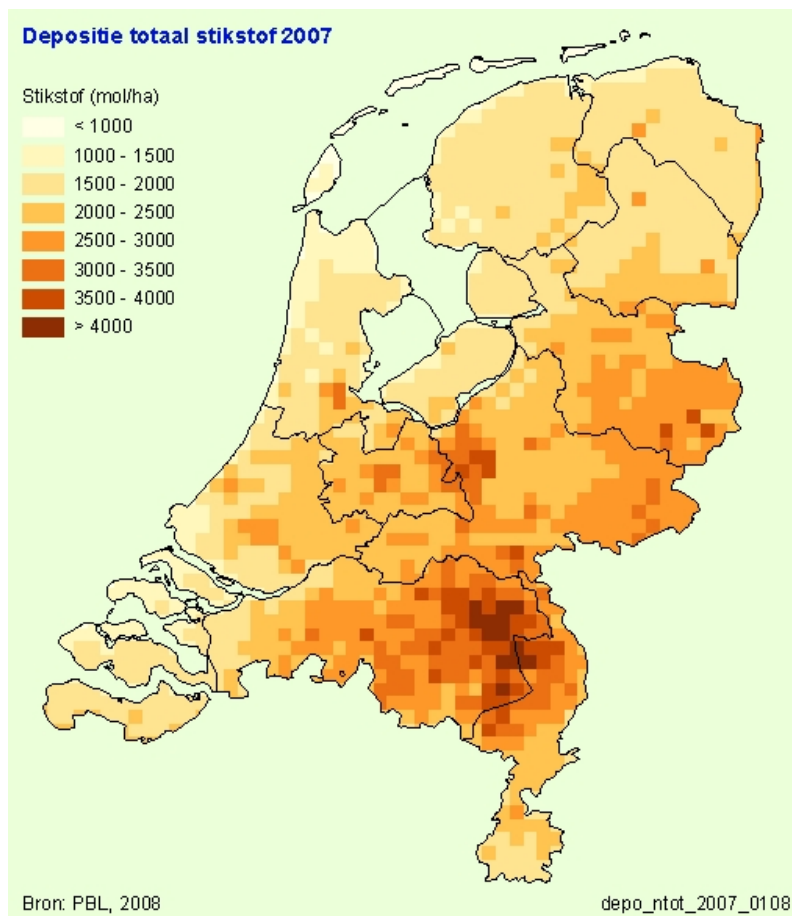 Depositie totaal stikstof 2007
Stikstof (mol/ha)
< 1000
1000 - 1500
1500 - 2000
2000 - 2500
2500 - 3000
3000 - 3500
3500 - 4000
> 4000
Bron: PBL, 2008
depo_ntot_2007_0108